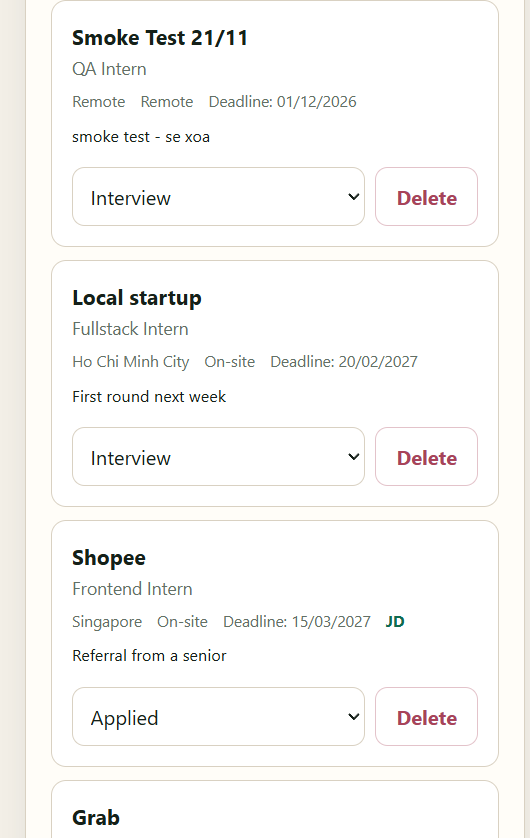 Smoke Test 21/11
QA Intern
Remote Remote Deadline: 01/12/2026
smoke test - se xoa
Interview Delete
Local startup
Fullstack Intern
Ho Chi Minh City On-site Deadline: 20/02/2027
First round next week
Interview Delete
Shopee
Frontend Intern
Singapore On-site Deadline: 15/03/2027 JD
Referral from a senior
Applied Delete
Grab